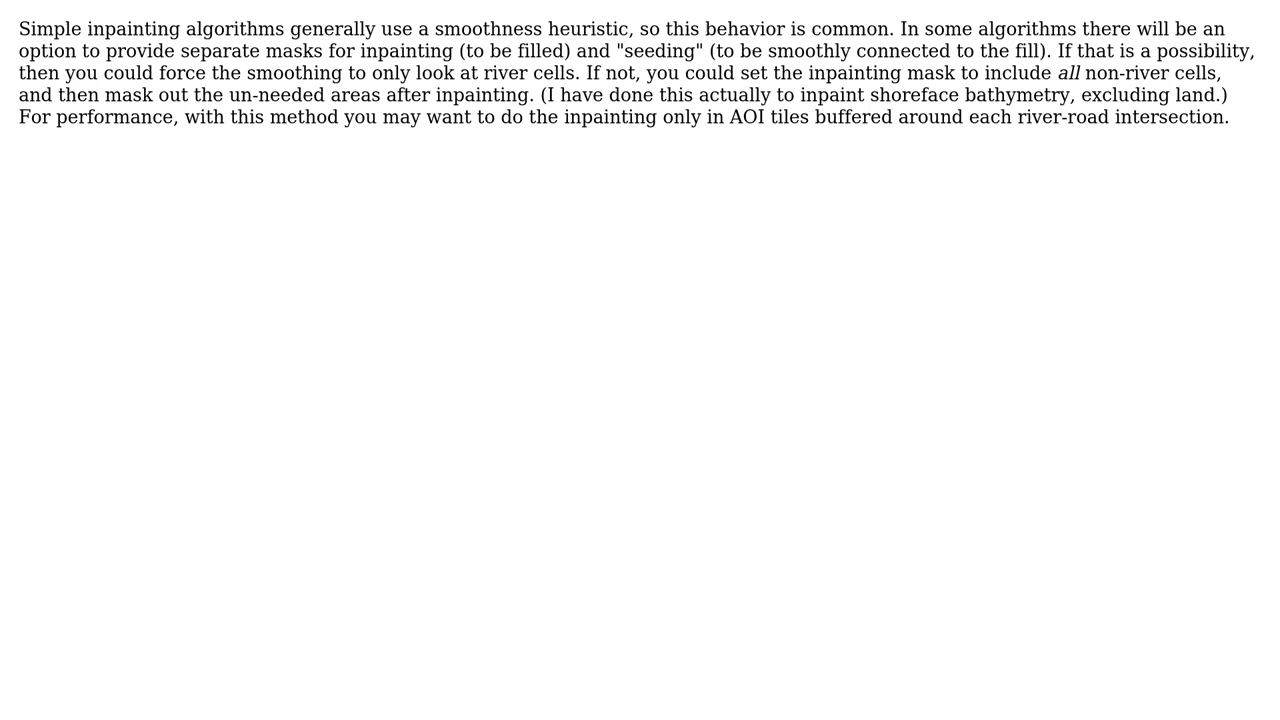 Simple inpainting algorithms generally use a smoothness heuristic, so this behavior is common. In some algorithms there will be an
option to provide separate masks for inpainting (to be filled) and "seeding" (to be smoothly connected to the fill). If that is a possibility,
then you could force the smoothing to only look at river cells. If not, you could set the inpainting mask to include all non-river cells,
and then mask out the un-needed areas after inpainting. (I have done this actually to inpaint shoreface bathymetry, excluding land.)
For performance, with this method you may want to do the inpainting only in AOI tiles buffered around each river-road intersection.